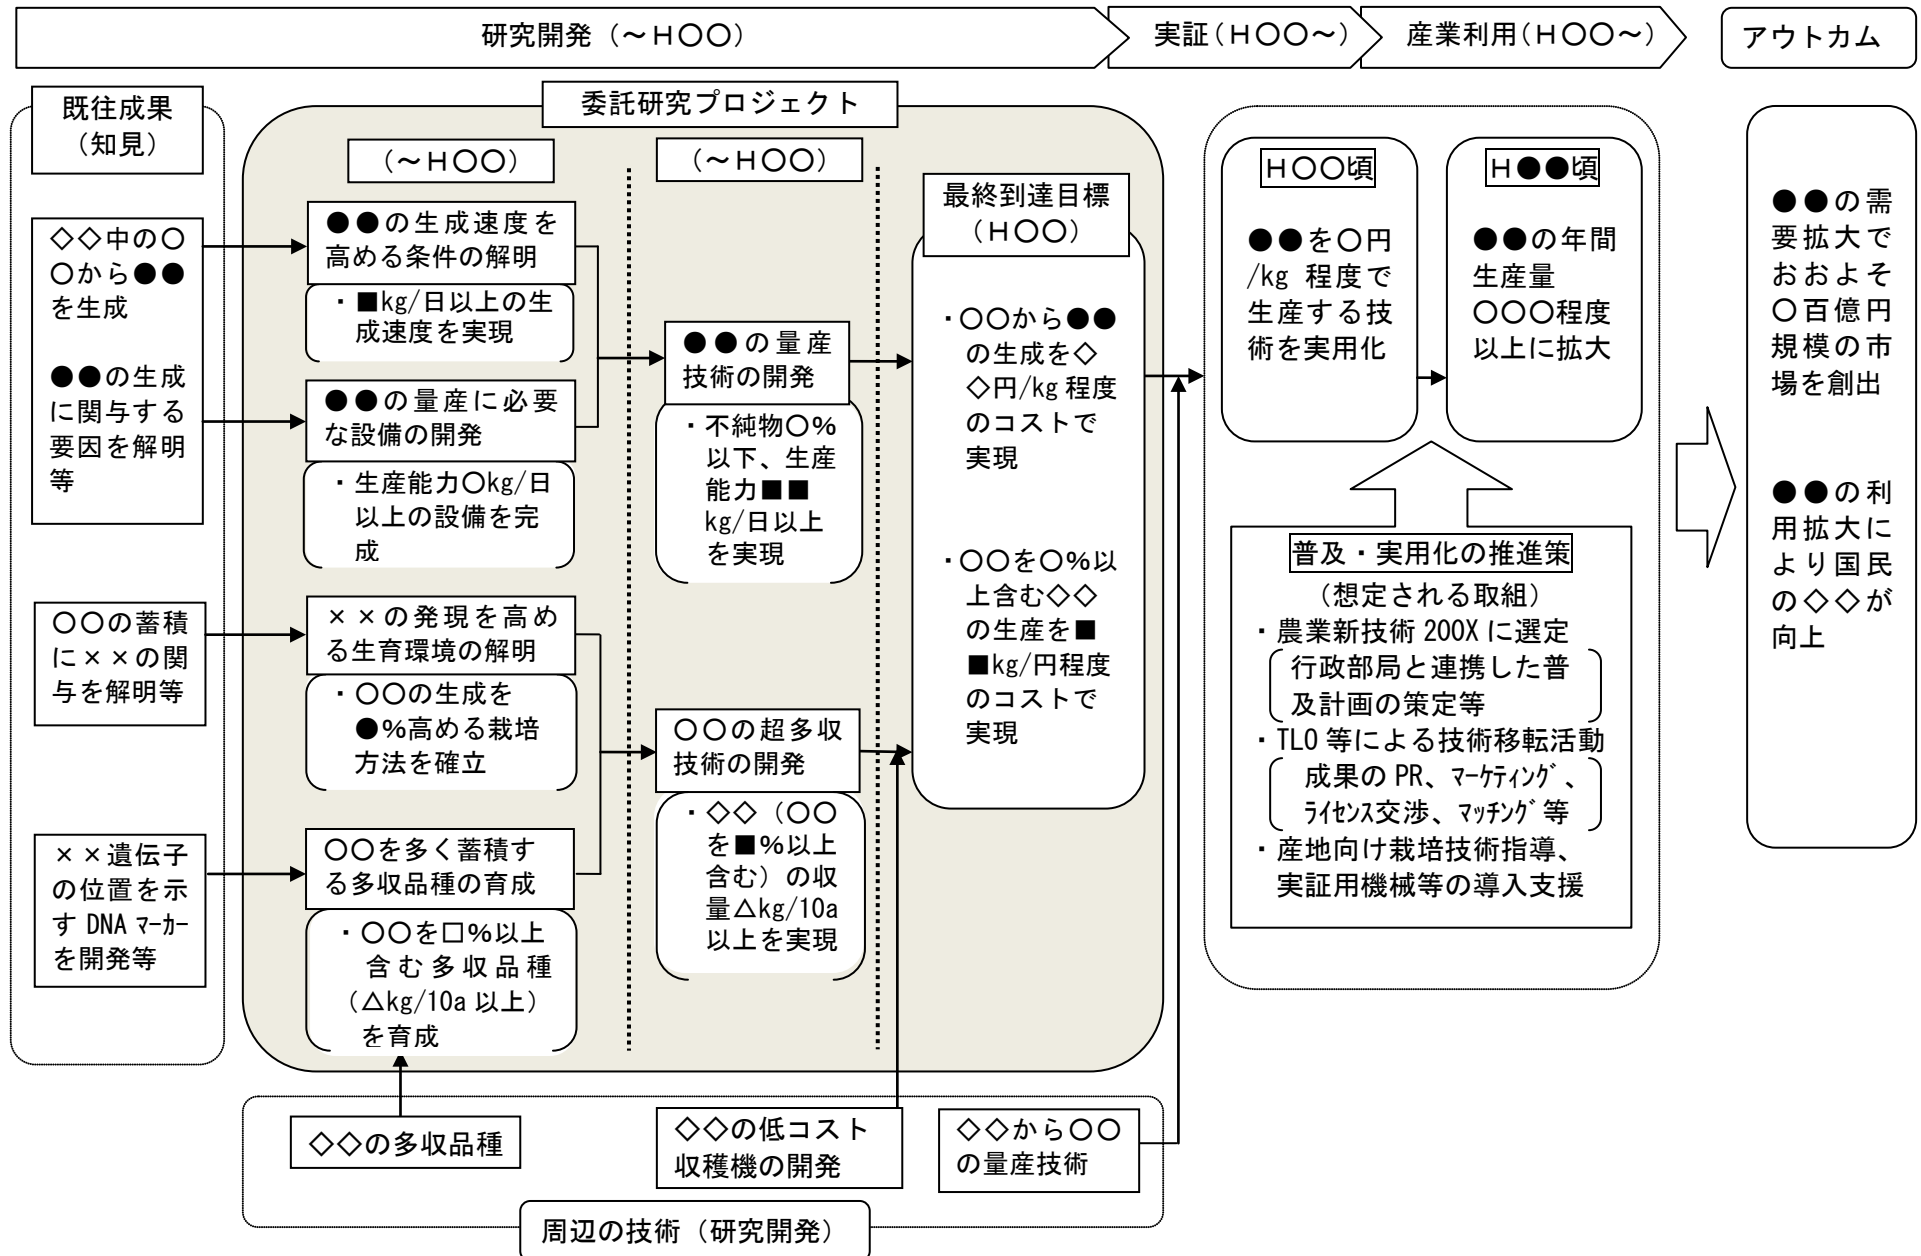 研究開発（～H〇〇）
実証（H〇〇～）
産業利用（H〇〇～）
アウトカム
既往成果
（知見）
◇◇中の〇
〇から●●
を生成
●●の生成
に関与する
要因を解明
等
〇〇の蓄積
に××の関
与を解明等
××遺伝子
の位置を示
す DNA ﾏｰｶｰ
を開発等
委託研究プロジェクト
（～H〇〇）
●●の生成速度を
高める条件の解明
・■kg/日以上の生
成速度を実現
●●の量産に必要
な設備の開発
・生産能力〇kg/日
以上の設備を完
成
××の発現を高め
る生育環境の解明
・〇〇の生成を
●%高める栽培
方法を確立
〇〇を多く蓄積す
る多収品種の育成
・〇〇を□%以上
含む多収品種
（△kg/10a 以上）
を育成
（～H〇〇）
●●の量産
技術の開発
・不純物〇%
以下、生産
能力■■
kg/日以上
を実現
〇〇の超多収
技術の開発
・◇◇（〇〇
を■%以上
含む）の収
量△kg/10a
以上を実現
最終到達目標
（H〇〇）
・〇〇から●●
の生成を◇
◇円/kg 程度
のコストで
実現
・〇〇を〇%以
上含む◇◇
の生産を■
■kg/円程度
のコストで
実現
H〇〇頃
●●を〇円
/kg 程度で
生産する技
術を実用化
H●●頃
●●の年間
生産量
〇〇〇程度
以上に拡大
普及・実用化の推進策
（想定される取組）
・農業新技術 200X に選定
行政部局と連携した普
及計画の策定等
・TLO 等による技術移転活動
成果の PR、ﾏｰｹﾃｨﾝｸﾞ、
ﾗｲｾﾝｽ交渉、ﾏｯﾁﾝｸﾞ等
・産地向け栽培技術指導、
実証用機械等の導入支援
●●の需
要拡大で
おおよそ
〇百億円
規模の市
場を創出
●●の利
用拡大に
より国民
の◇◇が
向上
◇◇の多収品種
◇◇の低コスト
収穫機の開発
◇◇から〇〇
の量産技術
周辺の技術（研究開発）